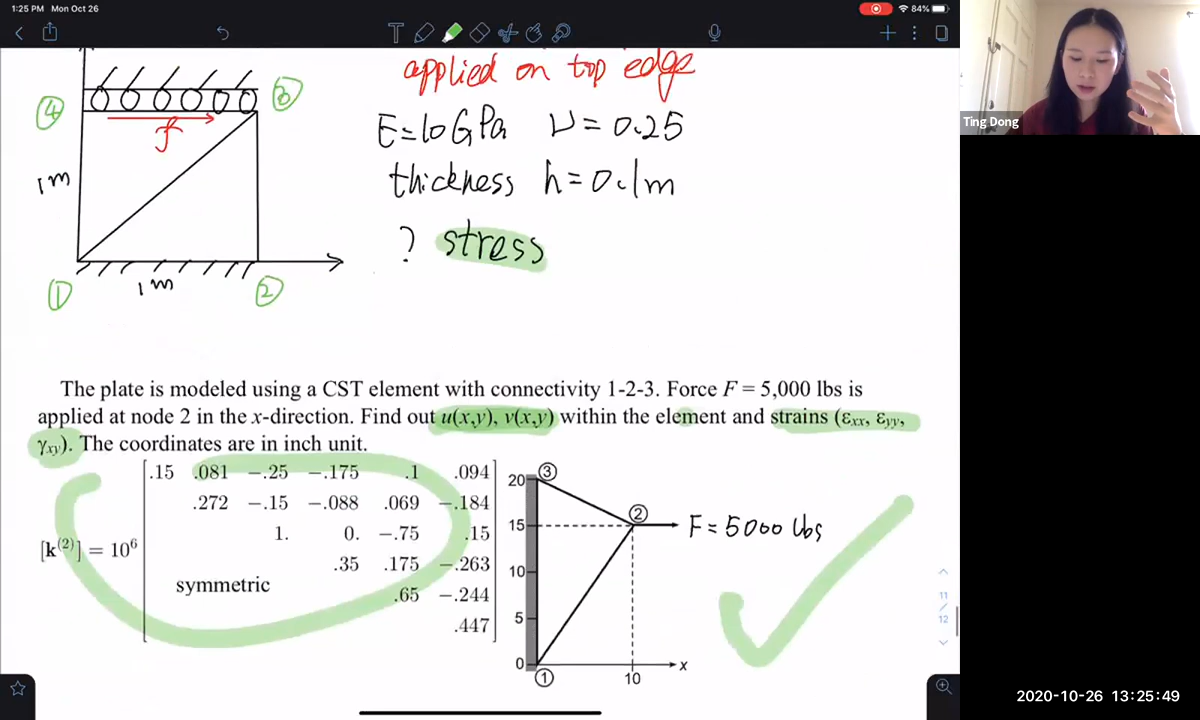 1:25 PM Mon Oct 26
84%
applied on top edge
④
③
f
E=10GPa ν=0.25
1m
thickness h=0.1m
? stress
①
1m
②
The plate is modeled using a CST element with connectivity 1-2-3. Force F = 5,000 lbs is
applied at node 2 in the x-direction. Find out u(x,y), v(x,y) within the element and strains (εxx, εyy,
γxy). The coordinates are in inch unit.
.15 .081 −.25 −.175 .1 .094
.272 −.15 −.088 .069 −.184
1. 0. −.75 .15
[k(2)] = 10⁶
.35 .175 −.263
symmetric
.65 −.244
.447
20
③
15
②
F = 5000 lbs
10
5
0
①
10
x
11
/
12
Ting Dong
2020-10-26 13:25:49